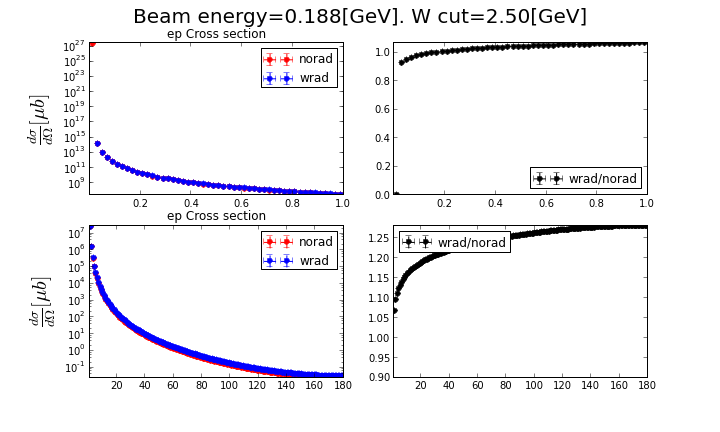 Beam energy=0.188[GeV]. W cut=2.50[GeV]
ep Cross section
dσ/dΩ[μb]
10^27
10^25
10^23
10^21
10^19
10^17
10^15
10^13
10^11
10^9
0.2 0.4 0.6 0.8 1.0
norad
wrad
1.0
0.8
0.6
0.4
0.2
0.0
0.2 0.4 0.6 0.8 1.0
wrad/norad
ep Cross section
dσ/dΩ[μb]
10^7
10^6
10^5
10^4
10^3
10^2
10^1
10^0
10^-1
20 40 60 80 100 120 140 160 180
norad
wrad
1.25
1.20
1.15
1.10
1.05
1.00
0.95
0.90
20 40 60 80 100 120 140 160 180
wrad/norad